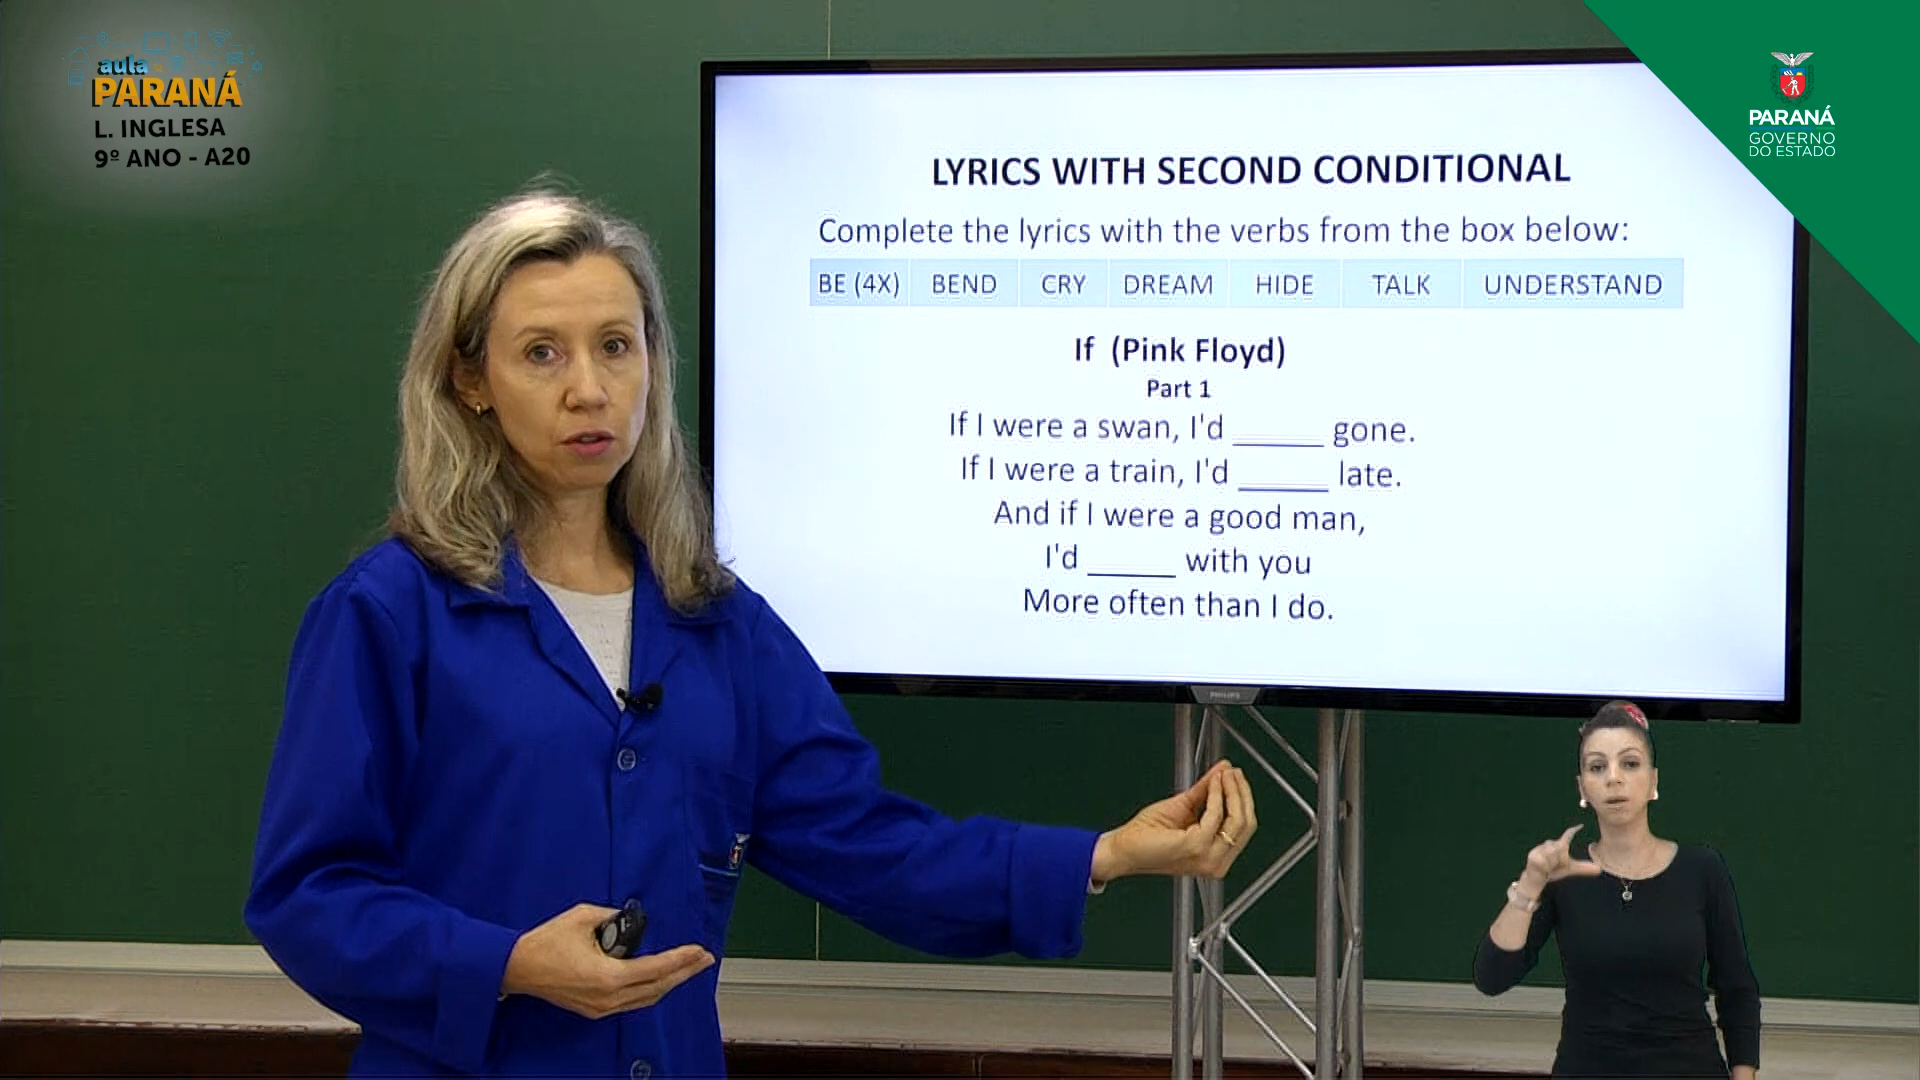 aula
PARANÁ
L. INGLESA
9º ANO - A20
PARANÁ
GOVERNO
DO ESTADO
LYRICS WITH SECOND CONDITIONAL
Complete the lyrics with the verbs from the box below:
BE (4X) BEND CRY DREAM HIDE TALK UNDERSTAND
If (Pink Floyd)
Part 1
If I were a swan, I'd ______ gone.
If I were a train, I'd ______ late.
And if I were a good man,
I'd ______ with you
More often than I do.
PHILIPS